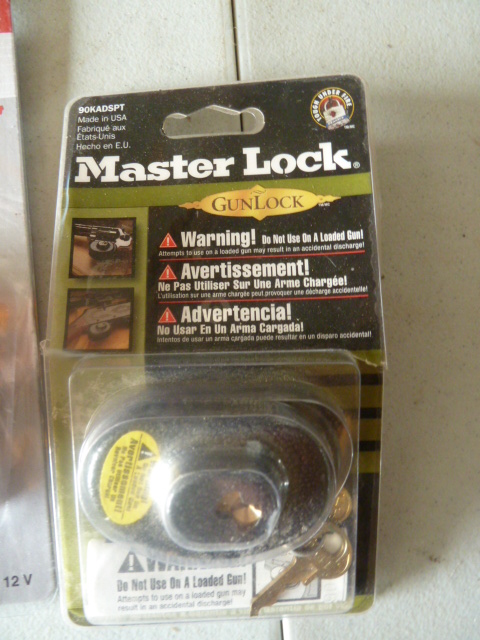 90KADSPT
Made in USA
Fabriqué aux
États-Unis
Hecho en E.U.
TOUGH UNDER FIRE
Master Lock®
GUNLOCK
Warning! Do Not Use On A Loaded Gun!
Attempts to use on a loaded gun may result in an accidental discharge!
Avertissement!
Ne Pas Utiliser Sur Une Arme Chargée!
L'utilisation sur une arme chargée peut provoquer une décharge accidentelle!
Advertencia!
No Usar En Un Arma Cargada!
Intentos de usar un arma cargada puede resultar en un disparo accidental!
Avertissement!
Do Not Use On A Loaded Gun!
Attempts to use on a loaded gun may
result in an accidental discharge!
12 V